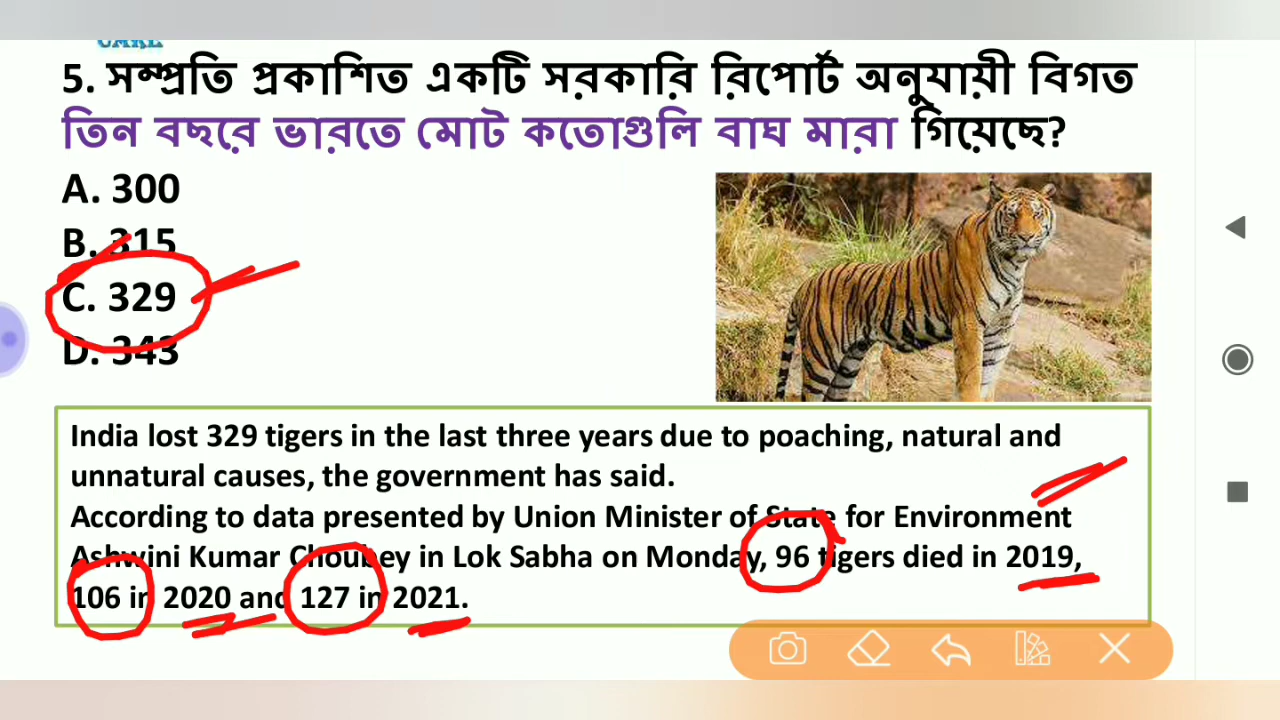 5. সম্প্রতি প্রকাশিত একটি সরকারি রিপোর্ট অনুযায়ী বিগত
তিন বছরে ভারতে মোট কতোগুলি বাঘ মারা গিয়েছে?
A. 300
B. 315
C. 329
D. 343
India lost 329 tigers in the last three years due to poaching, natural and
unnatural causes, the government has said.
According to data presented by Union Minister of State for Environment
Ashwini Kumar Choubey in Lok Sabha on Monday, 96 tigers died in 2019,
106 in 2020 and 127 in 2021.